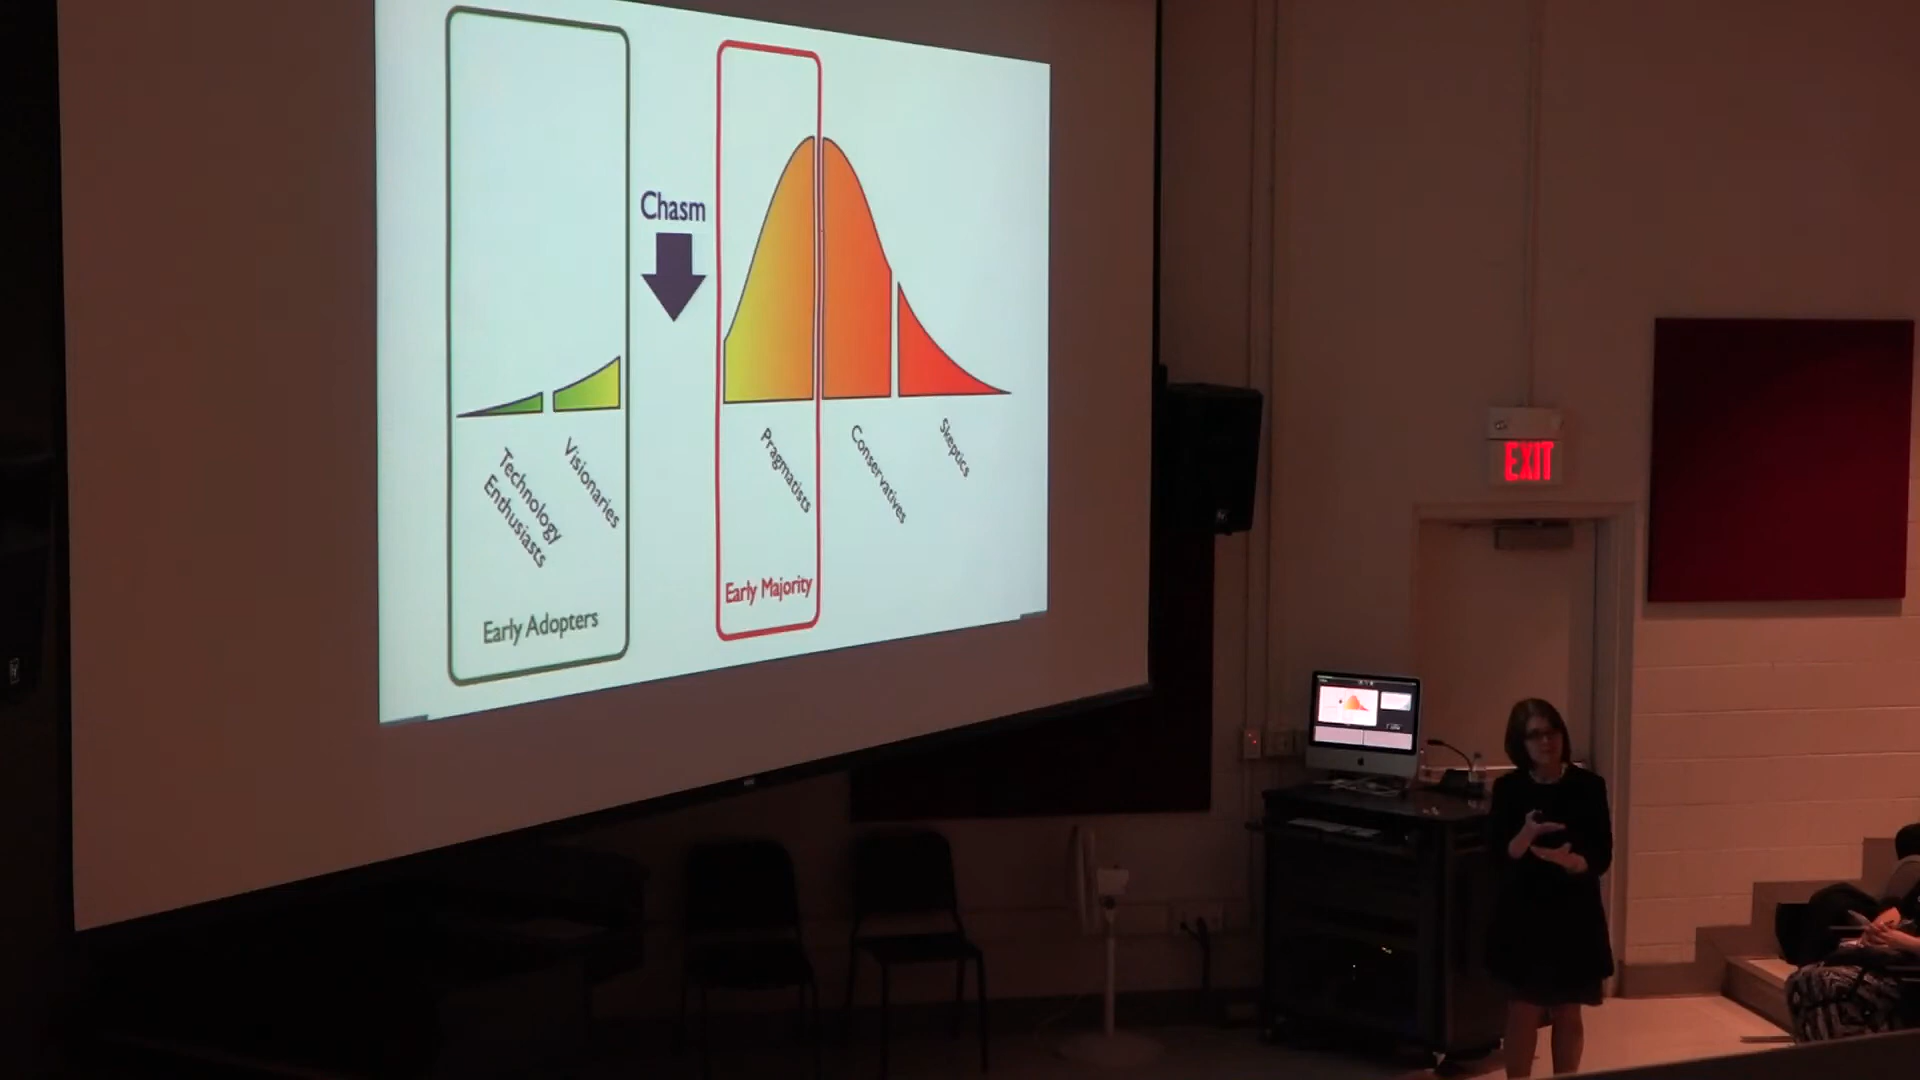 Chasm
Technology
Enthusiasts
Visionaries
Pragmatists
Conservatives
Skeptics
Early Adopters
Early Majority
EXIT